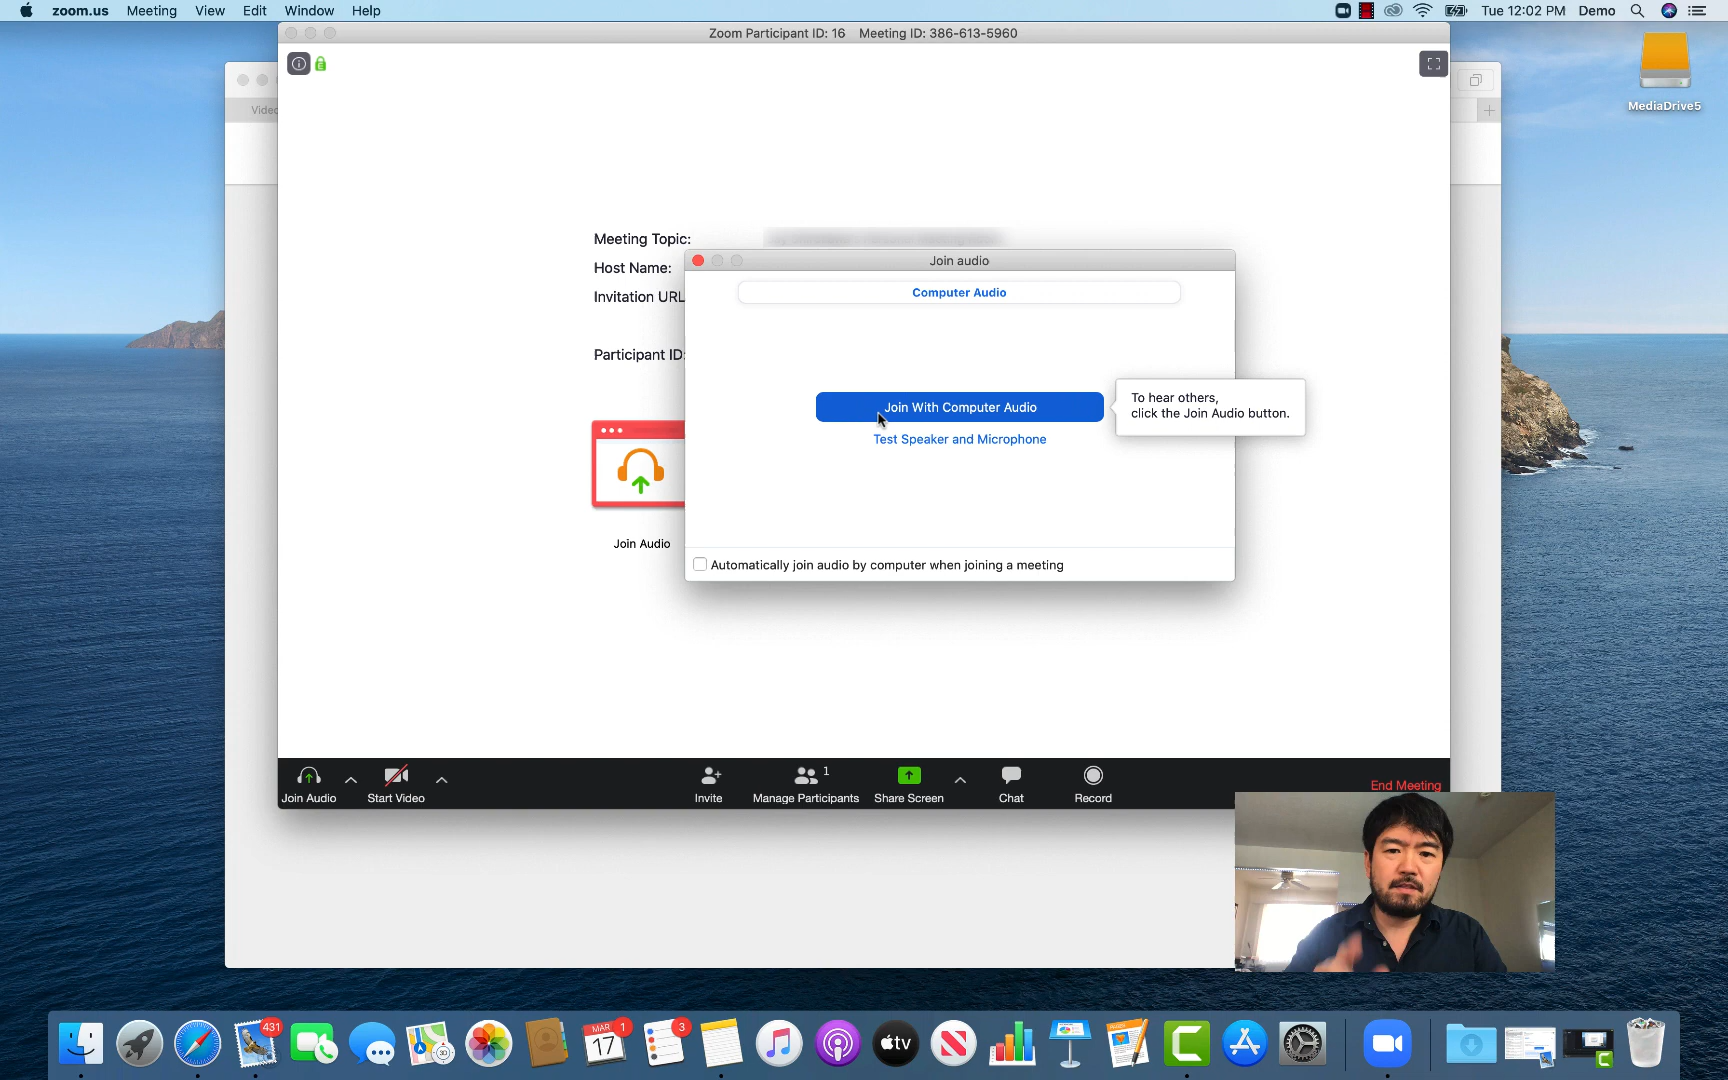 zoom.us Meeting View Edit Window Help Tue 12:02 PM Demo
Zoom Participant ID: 16 Meeting ID: 386-613-5960
MediaDrive5
Video
Meeting Topic:
Host Name:
Invitation URL
Participant ID:
Join audio
Computer Audio
Join With Computer Audio
Test Speaker and Microphone
To hear others,
click the Join Audio button.
Automatically join audio by computer when joining a meeting
Join Audio
Join Audio Start Video Invite Manage Participants 1 Share Screen Chat Record End Meeting
431
MAR 1
17
3
tv